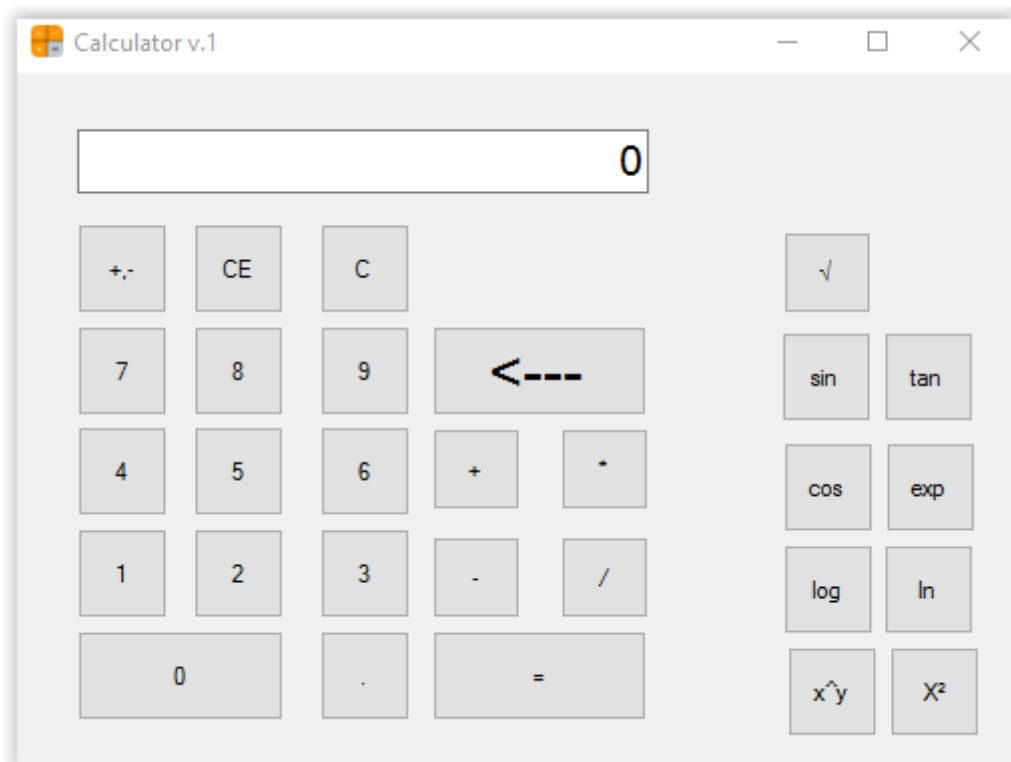 Calculator v.1
0
+,- CE C √
7 8 9 <--- sin tan
4 5 6 + * cos exp
1 2 3 - / log ln
0 . = x^y X²